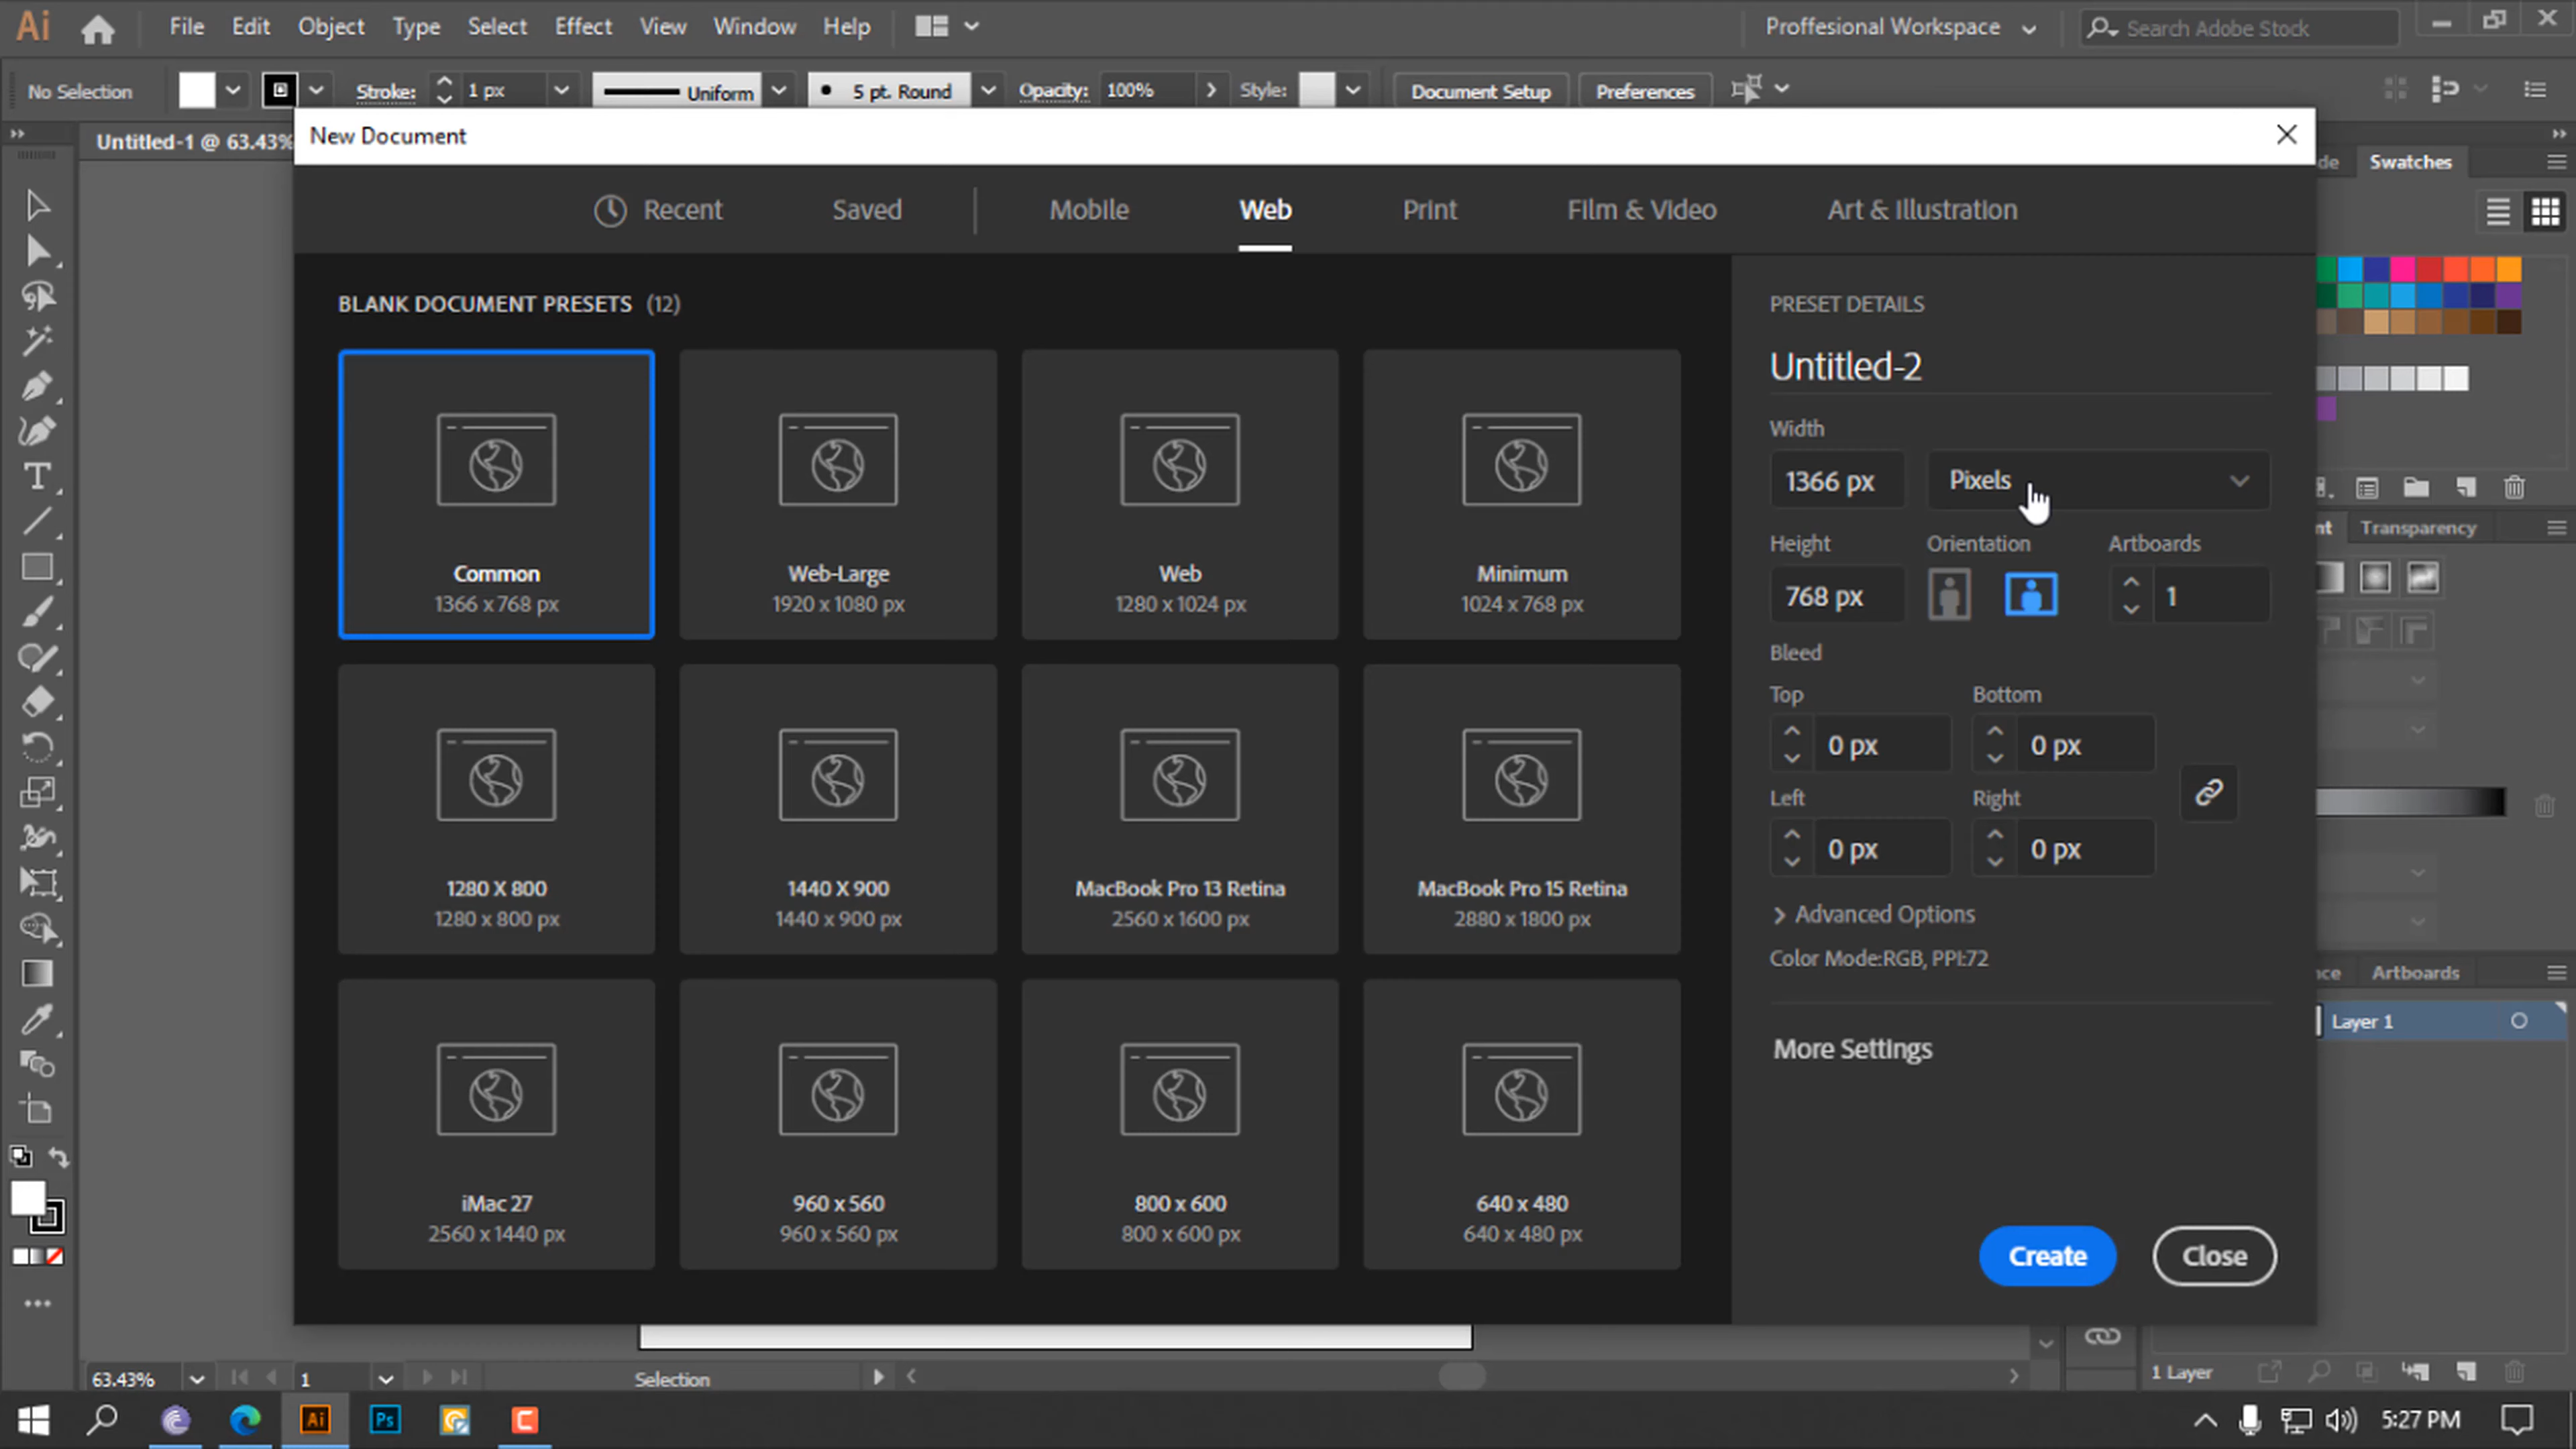 Ai File Edit Object Type Select Effect View Window Help Proffesional Workspace Search Adobe Stock
No Selection Stroke: 1 px Uniform 5 pt. Round Opacity: 100% Style: Document Setup Preferences
Untitled-1 @ 63.43%
New Document
Swatches
Recent Saved Mobile Web Print Film & Video Art & Illustration
BLANK DOCUMENT PRESETS (12)
Common
1366 x 768 px
Web-Large
1920 x 1080 px
Web
1280 x 1024 px
Minimum
1024 x 768 px
1280 X 800
1280 x 800 px
1440 X 900
1440 x 900 px
MacBook Pro 13 Retina
2560 x 1600 px
MacBook Pro 15 Retina
2880 x 1800 px
iMac 27
2560 x 1440 px
960 x 560
960 x 560 px
800 x 600
800 x 600 px
640 x 480
640 x 480 px
PRESET DETAILS
Untitled-2
Width
1366 px Pixels
Height Orientation Artboards
768 px 1
Bleed
Top Bottom
0 px 0 px
Left Right
0 px 0 px
Advanced Options
Color Mode:RGB, PPI:72
More Settings
Create Close
Transparency
Artboards
Layer 1
1 Layer
63.43% 1 Selection
Ai Ps C 5:27 PM